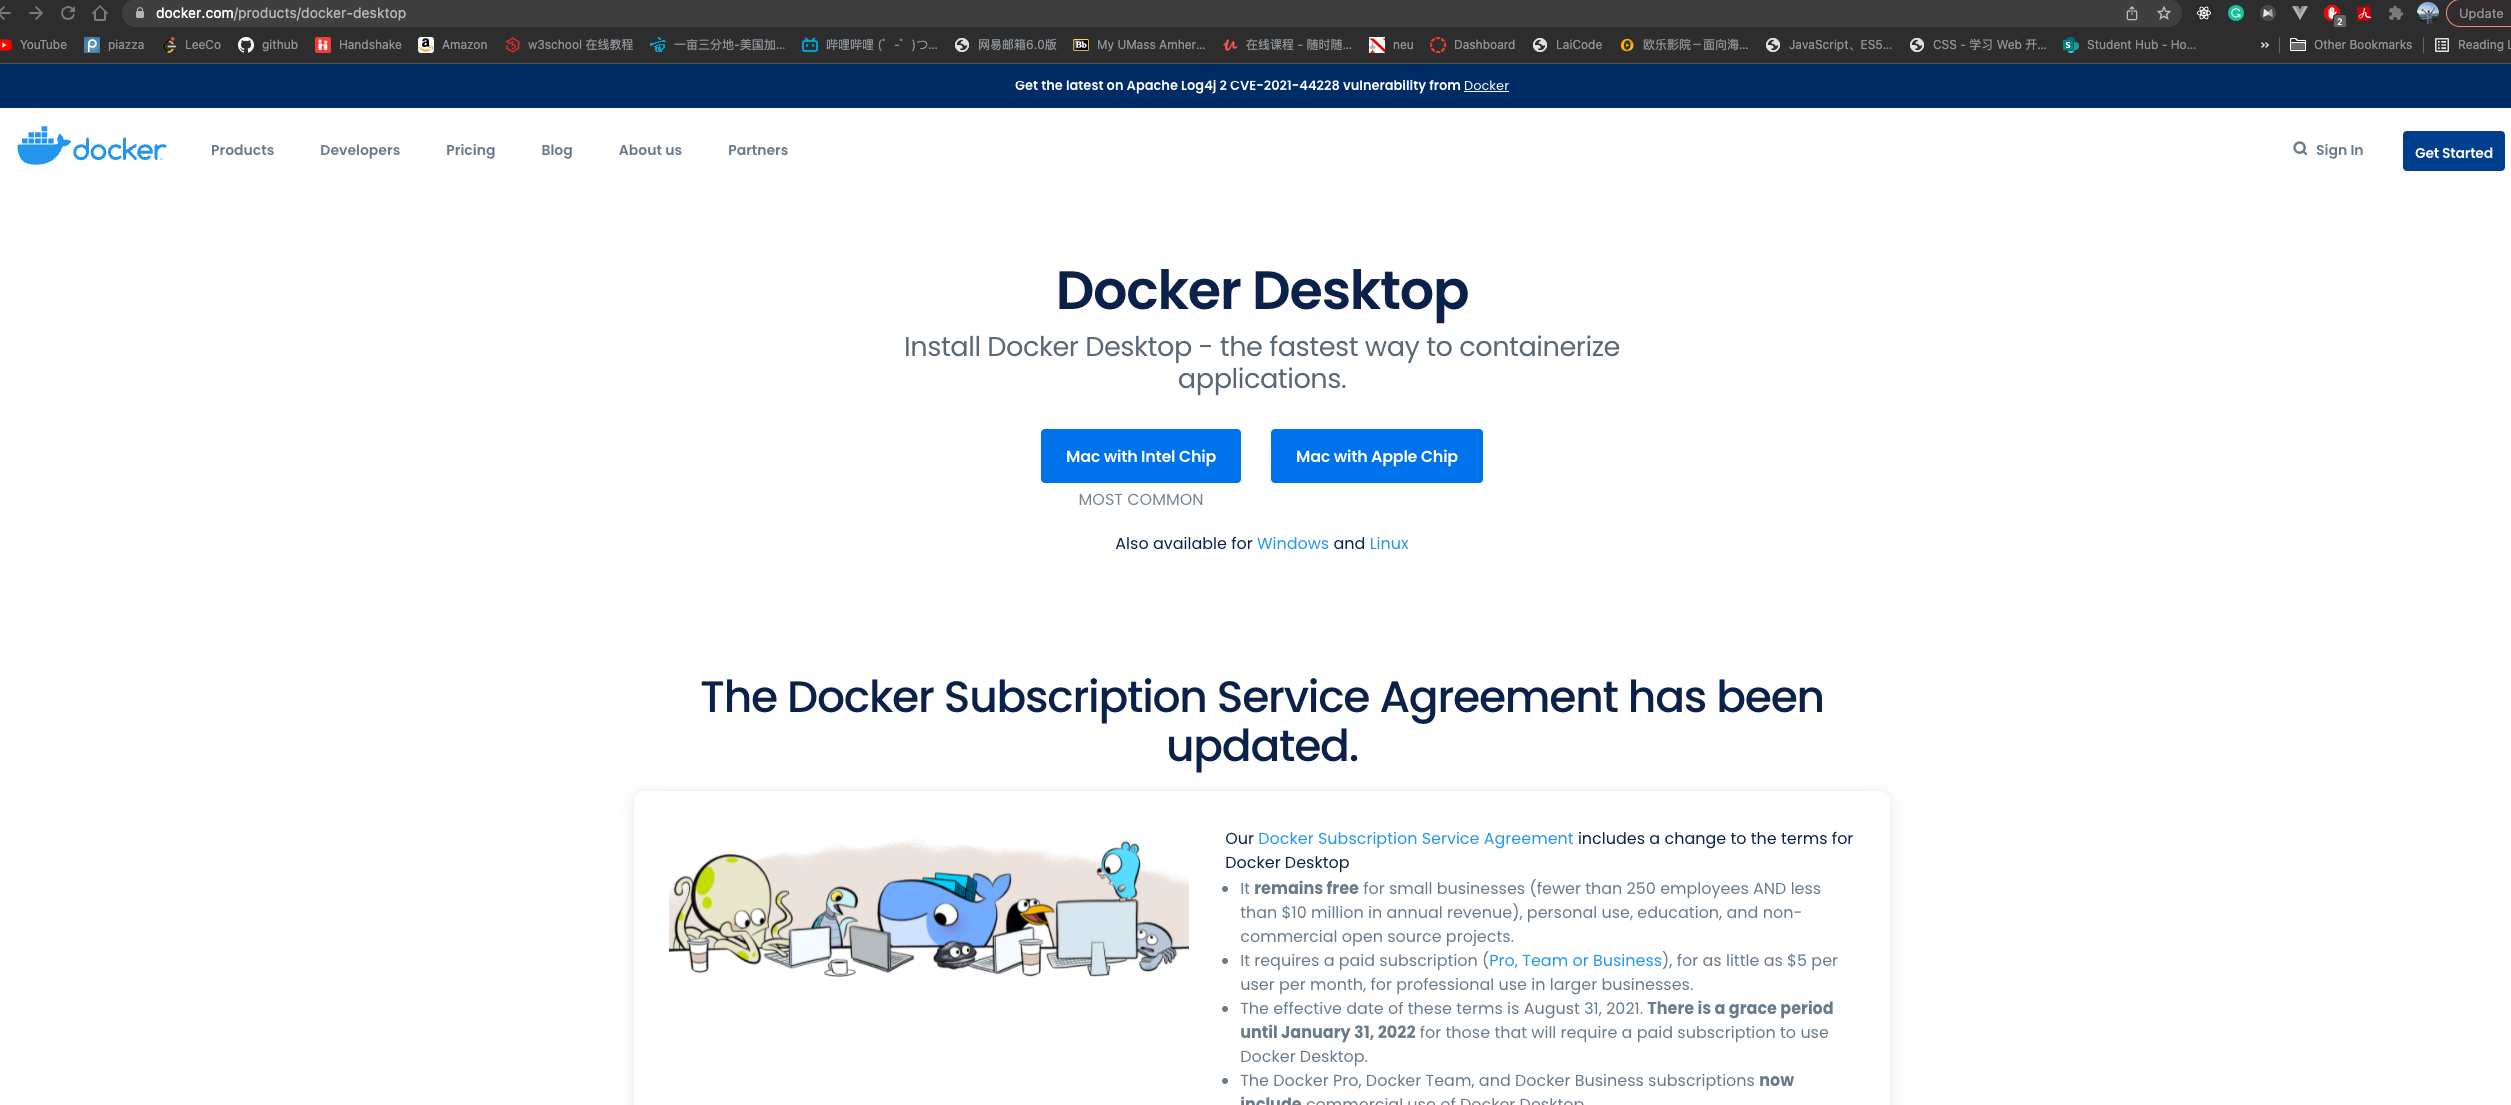 docker.com/products/docker-desktop
2
Update
YouTube
piazza
LeeCo
github
Handshake
Amazon
w3school 在线教程
一亩三分地-美国加...
哔哩哔哩 (゜-゜)つ...
网易邮箱6.0版
My UMass Amher...
在线课程 - 随时随...
neu
Dashboard
LaiCode
欧乐影院－面向海...
JavaScript、ES5...
CSS - 学习 Web 开...
Student Hub - Ho...
»
Other Bookmarks
Reading L
Get the latest on Apache Log4j 2 CVE-2021-44228 vulnerability from Docker
docker
Products
Developers
Pricing
Blog
About us
Partners
Sign In
Get Started
Docker Desktop
Install Docker Desktop - the fastest way to containerize
applications.
Mac with Intel Chip
Mac with Apple Chip
MOST COMMON
Also available for Windows and Linux
The Docker Subscription Service Agreement has been
updated.
Our Docker Subscription Service Agreement includes a change to the terms for
Docker Desktop
• It remains free for small businesses (fewer than 250 employees AND less
than $10 million in annual revenue), personal use, education, and non-
commercial open source projects.
• It requires a paid subscription (Pro, Team or Business), for as little as $5 per
user per month, for professional use in larger businesses.
• The effective date of these terms is August 31, 2021. There is a grace period
until January 31, 2022 for those that will require a paid subscription to use
Docker Desktop.
• The Docker Pro, Docker Team, and Docker Business subscriptions now
include commercial use of Docker Desktop.